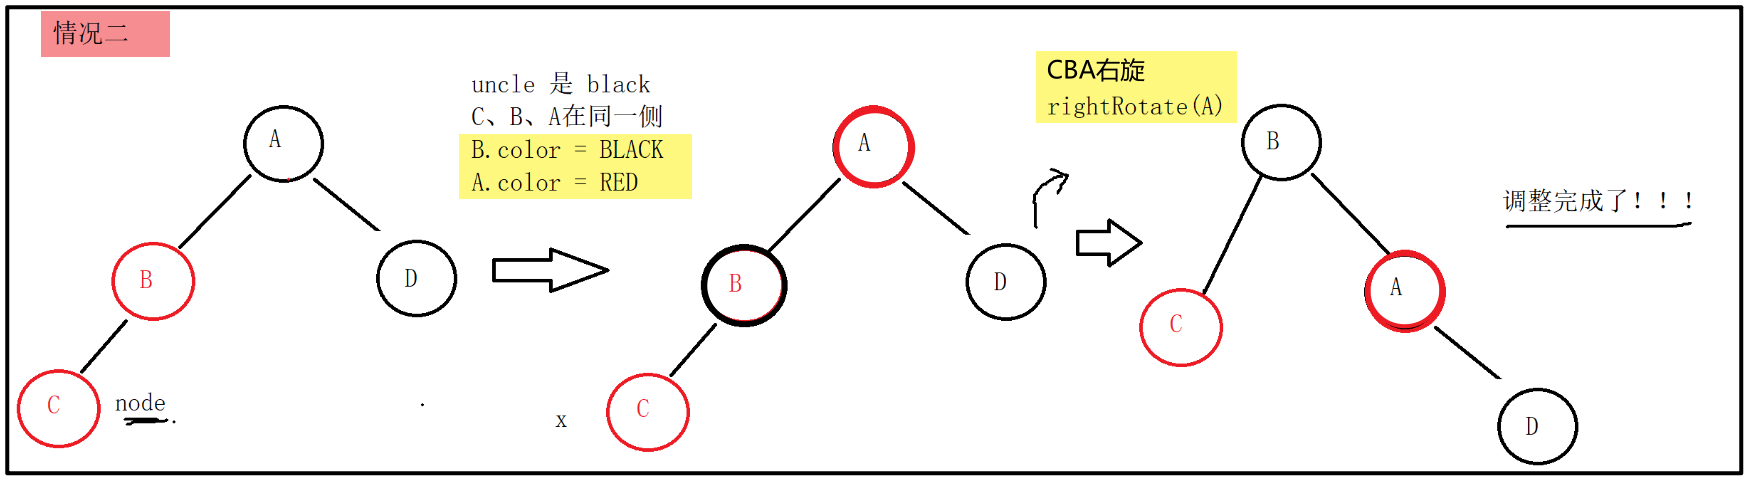 情况二
uncle 是 black
C、B、A在同一侧
B.color = BLACK
A.color = RED
CBA右旋
rightRotate(A)
调整完成了！！！
A
B
D
C
node
A
B
D
x
C
B
C
A
D